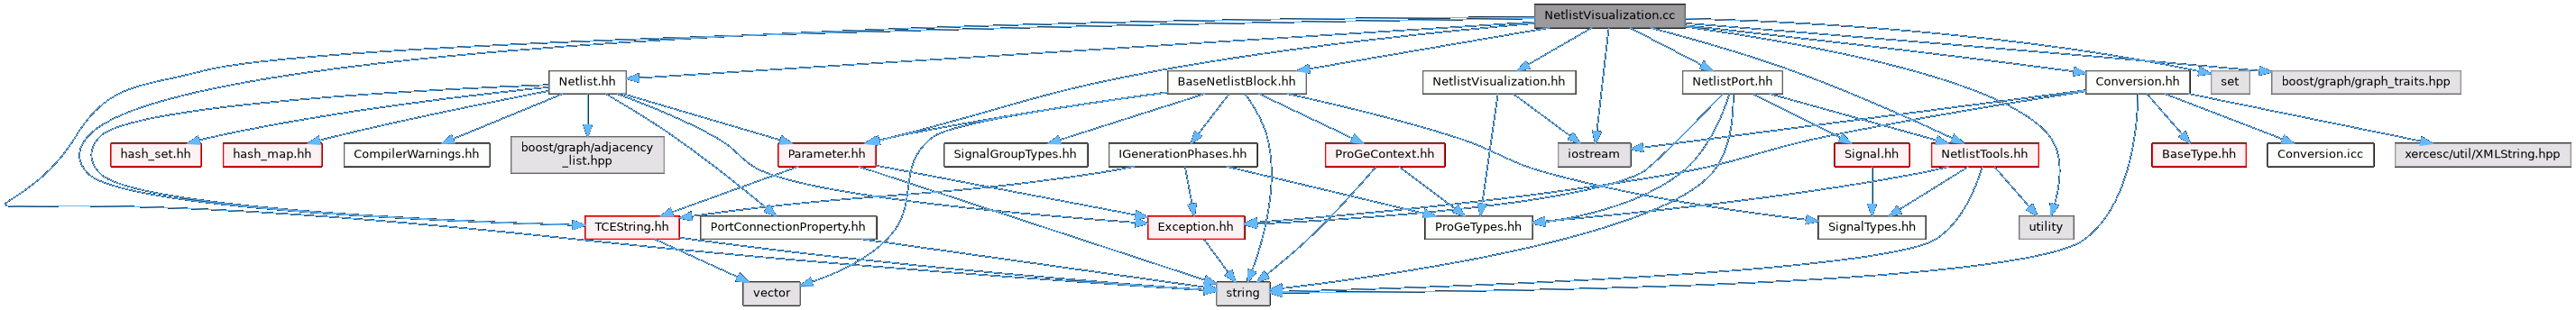 NetlistVisualization.cc
Netlist.hh
BaseNetlistBlock.hh
NetlistVisualization.hh
NetlistPort.hh
Conversion.hh
set
boost/graph/graph_traits.hpp
hash_set.hh
hash_map.hh
CompilerWarnings.hh
boost/graph/adjacency
_list.hpp
Parameter.hh
SignalGroupTypes.hh
IGenerationPhases.hh
ProGeContext.hh
iostream
Signal.hh
NetlistTools.hh
BaseType.hh
Conversion.icc
xercesc/util/XMLString.hpp
TCEString.hh
PortConnectionProperty.hh
Exception.hh
ProGeTypes.hh
SignalTypes.hh
utility
vector
string